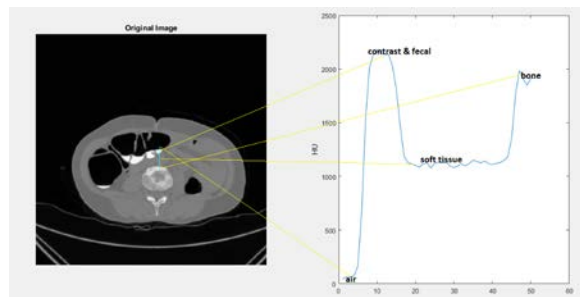 Original Image
2500
contrast & fecal
2000
bone
1500
HU
soft tissue
1000
500
air
0
0 10 20 30 40 50 60